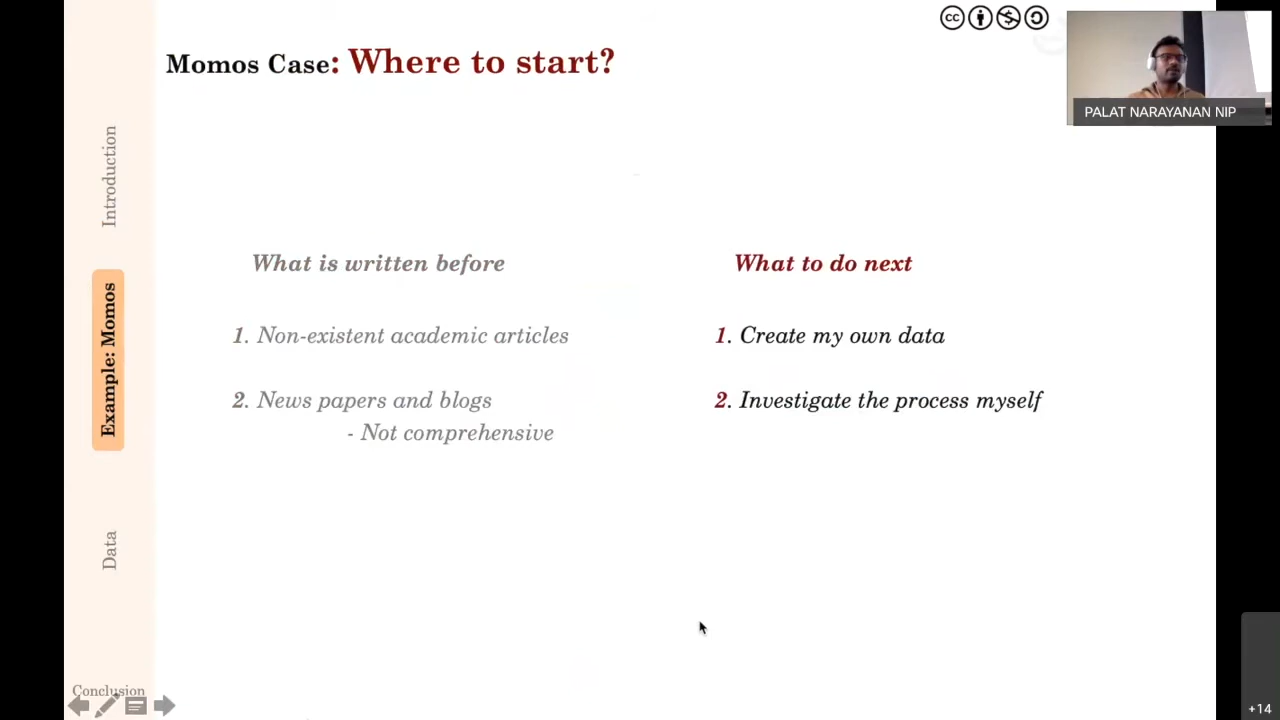 Momos Case: Where to start?
cc
PALAT NARAYANAN NIP
Introduction
Example: Momos
Data
Conclusion
What is written before
1. Non-existent academic articles
2. News papers and blogs
- Not comprehensive
What to do next
1. Create my own data
2. Investigate the process myself
+14